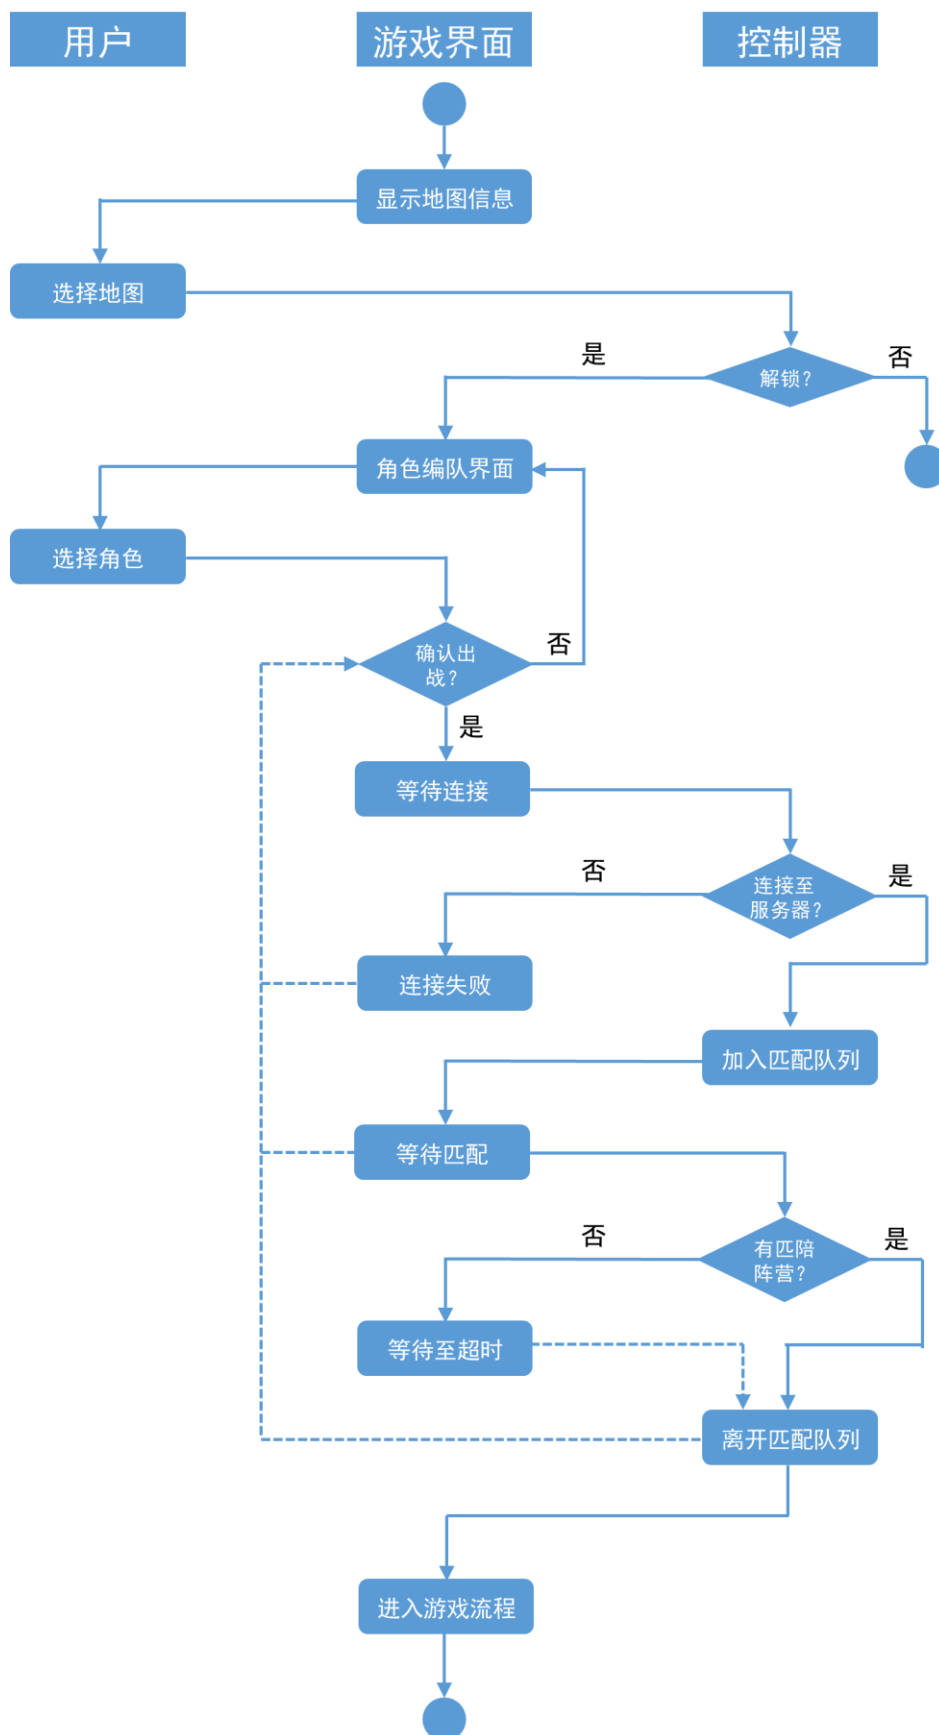 用户
游戏界面
控制器
显示地图信息
选择地图
是
解锁?
否
角色编队界面
选择角色
确认出
战?
否
是
等待连接
否
连接至
服务器?
是
连接失败
加入匹配队列
等待匹配
否
有匹陪
阵营?
是
等待至超时
离开匹配队列
进入游戏流程